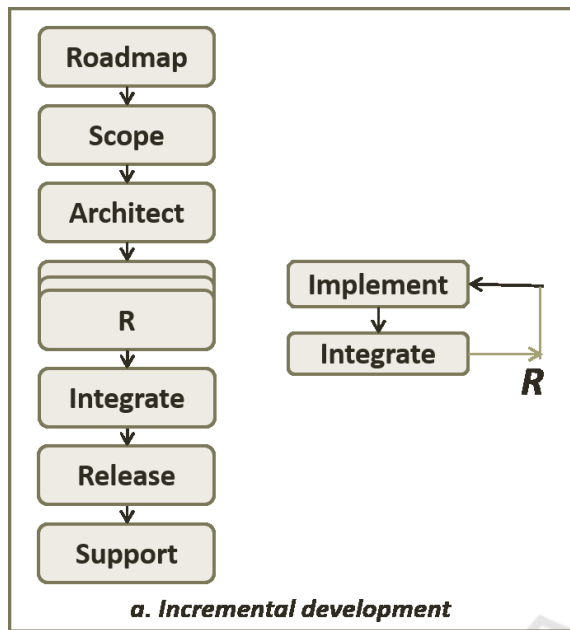 Roadmap
Scope
Architect
R
Integrate
Release
Support
Implement
Integrate
R
a. Incremental development